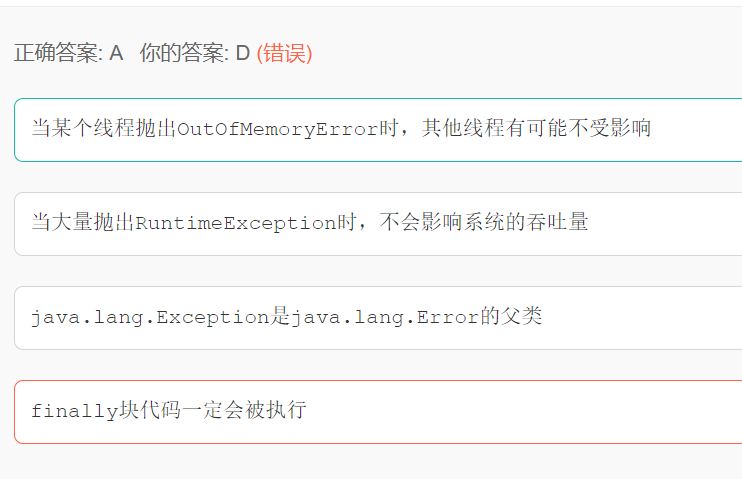 正确答案: A 你的答案: D (错误)
当某个线程抛出OutOfMemoryError时，其他线程有可能不受影响
当大量抛出RuntimeException时，不会影响系统的吞吐量
java.lang.Exception是java.lang.Error的父类
finally块代码一定会被执行